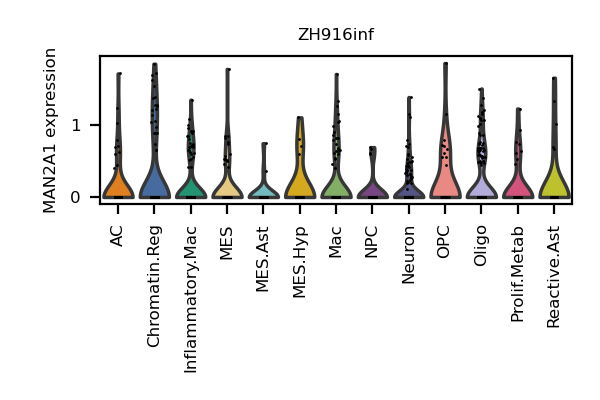 ZH916inf
MAN2A1 expression
1
0
AC
Chromatin.Reg
Inflammatory.Mac
MES
MES.Ast
MES.Hyp
Mac
NPC
Neuron
OPC
Oligo
Prolif.Metab
Reactive.Ast